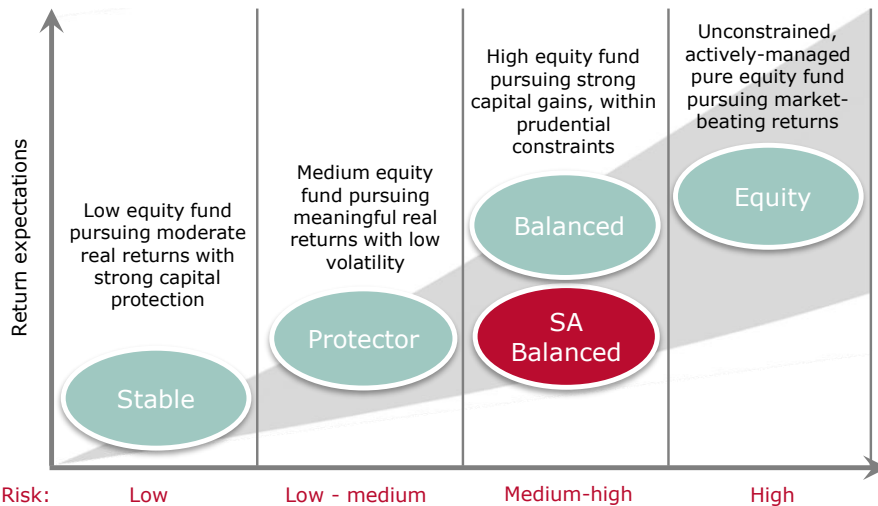 Return expectations
Low equity fund
pursuing moderate
real returns with
strong capital
protection
Stable
Medium equity
fund pursuing
meaningful real
returns with low
volatility
Protector
High equity fund
pursuing strong
capital gains, within
prudential
constraints
Balanced
SA
Balanced
Unconstrained,
actively-managed
pure equity fund
pursuing market-
beating returns
Equity
Risk:
Low
Low - medium
Medium-high
High